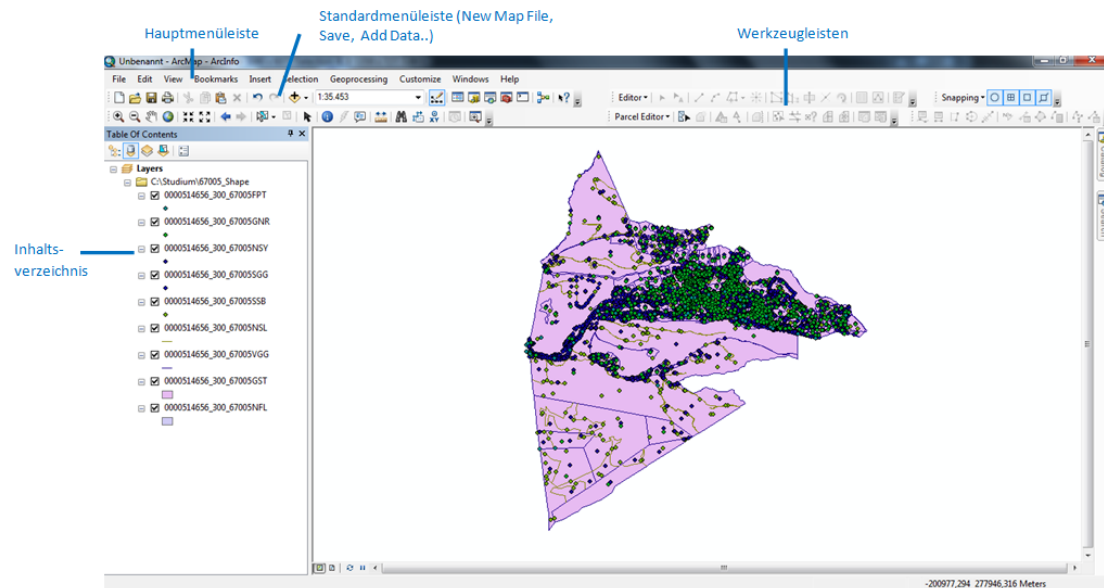 Standardmenüleiste (New Map File,
Save, Add Data..)
Hauptmenüleiste
Werkzeugleisten
Unbenannt - ArcMap - ArcInfo
File Edit View Bookmarks Insert Selection Geoprocessing Customize Windows Help
1:35.453
Editor
Snapping
Parcel Editor
Table Of Contents
Layers
C:\Studium\67005_Shape
0000514656_300_67005FPT
0000514656_300_67005GNR
0000514656_300_67005NSY
0000514656_300_67005SGG
0000514656_300_67005SSB
0000514656_300_67005NSL
0000514656_300_67005VGG
0000514656_300_67005GST
0000514656_300_67005NFL
Inhalts-
verzeichnis
Catalog
Search
-200977,294 277946,316 Meters